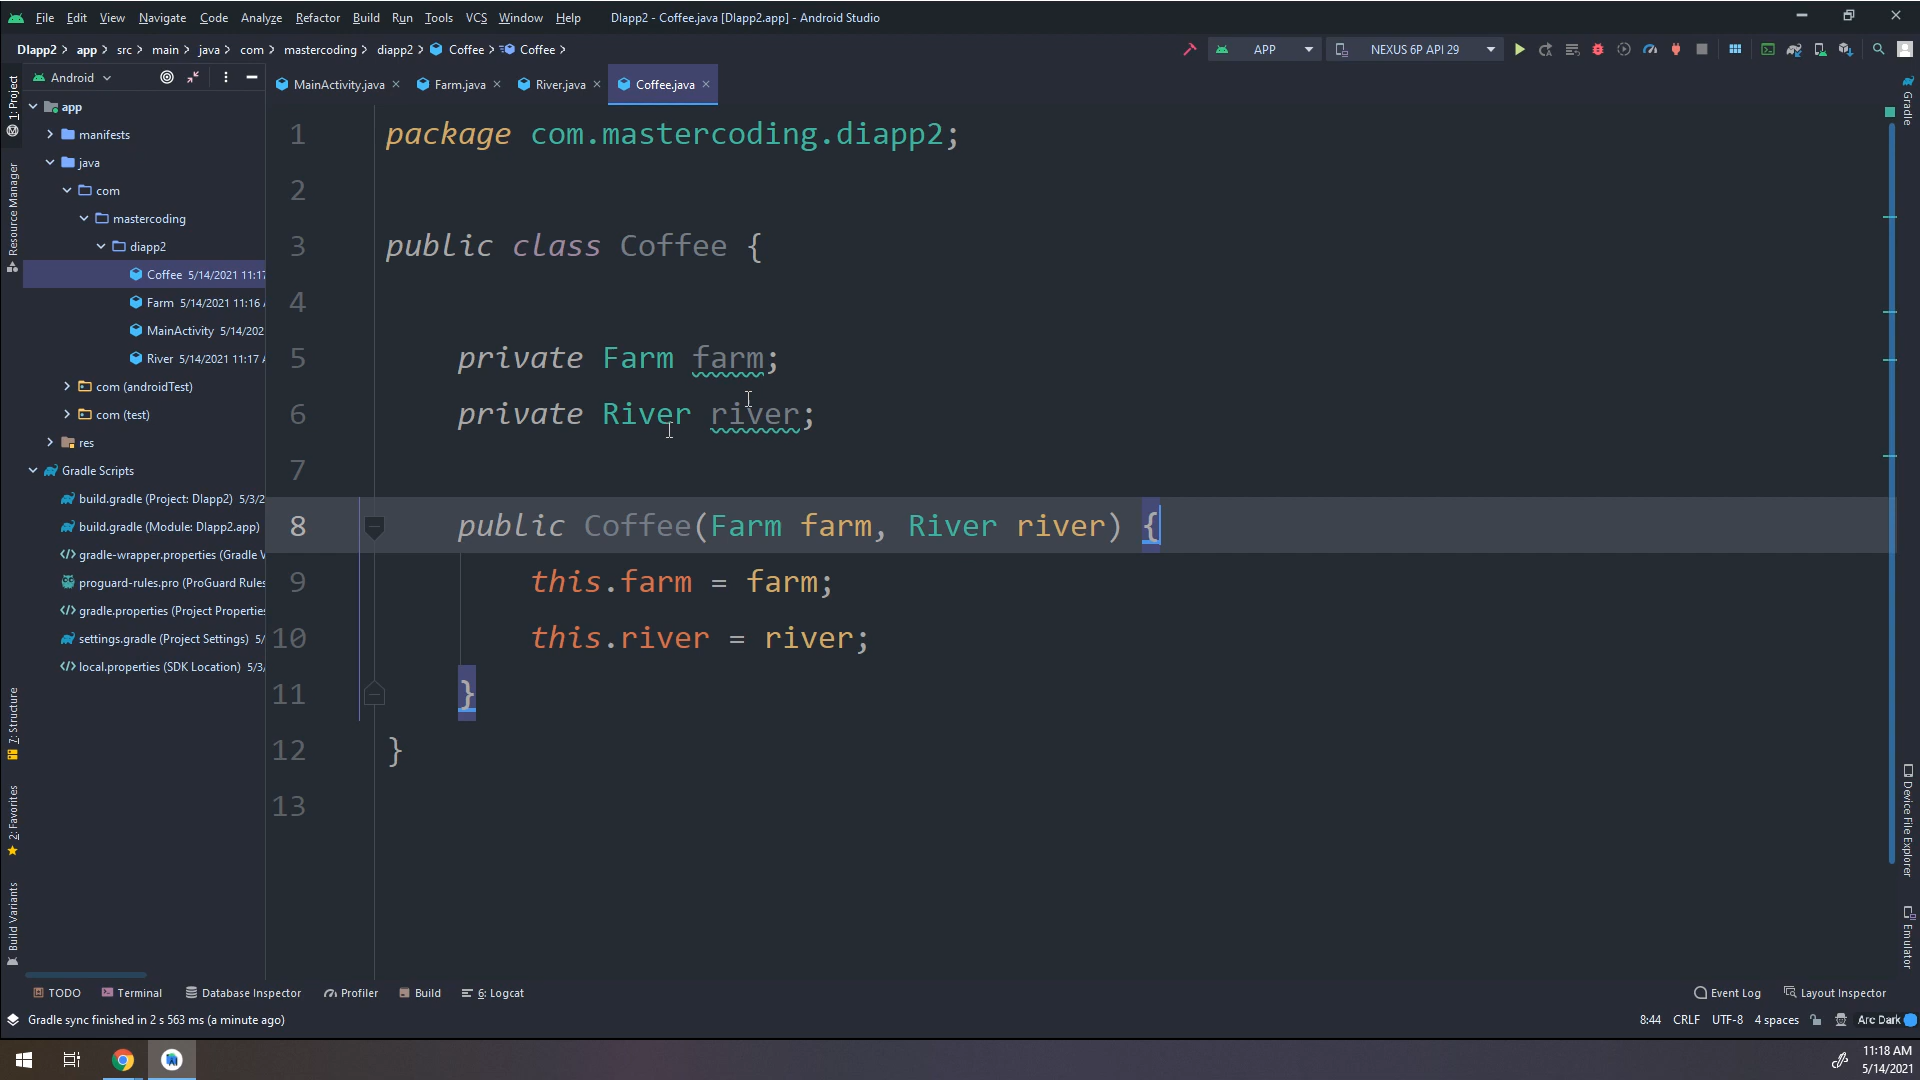 File Edit View Navigate Code Analyze Refactor Build Run Tools VCS Window Help DIapp2 - Coffee.java [DIapp2.app] - Android Studio
DIapp2 app src main java com mastercoding diapp2 Coffee Coffee APP NEXUS 6P API 29
Android
MainActivity.java Farm.java River.java Coffee.java
1: Project
Resource Manager
7: Structure
2: Favorites
Build Variants
app
manifests
java
com
mastercoding
diapp2
Coffee 5/14/2021 11:17
Farm 5/14/2021 11:16
MainActivity 5/14/202
River 5/14/2021 11:17
com (androidTest)
com (test)
res
Gradle Scripts
build.gradle (Project: DIapp2) 5/3/2
build.gradle (Module: DIapp2.app)
gradle-wrapper.properties (Gradle V
proguard-rules.pro (ProGuard Rules
gradle.properties (Project Properties
settings.gradle (Project Settings) 5/
local.properties (SDK Location) 5/3/
1 package com.mastercoding.diapp2;
2
3 public class Coffee {
4
5 private Farm farm;
6 private River river;
7
8 public Coffee(Farm farm, River river) {
9 this.farm = farm;
10 this.river = river;
11 }
12 }
13
Gradle
Device File Explorer
Emulator
TODO Terminal Database Inspector Profiler Build 6: Logcat Event Log Layout Inspector
Gradle sync finished in 2 s 563 ms (a minute ago) 8:44 CRLF UTF-8 4 spaces Arc Dark
11:18 AM
5/14/2021